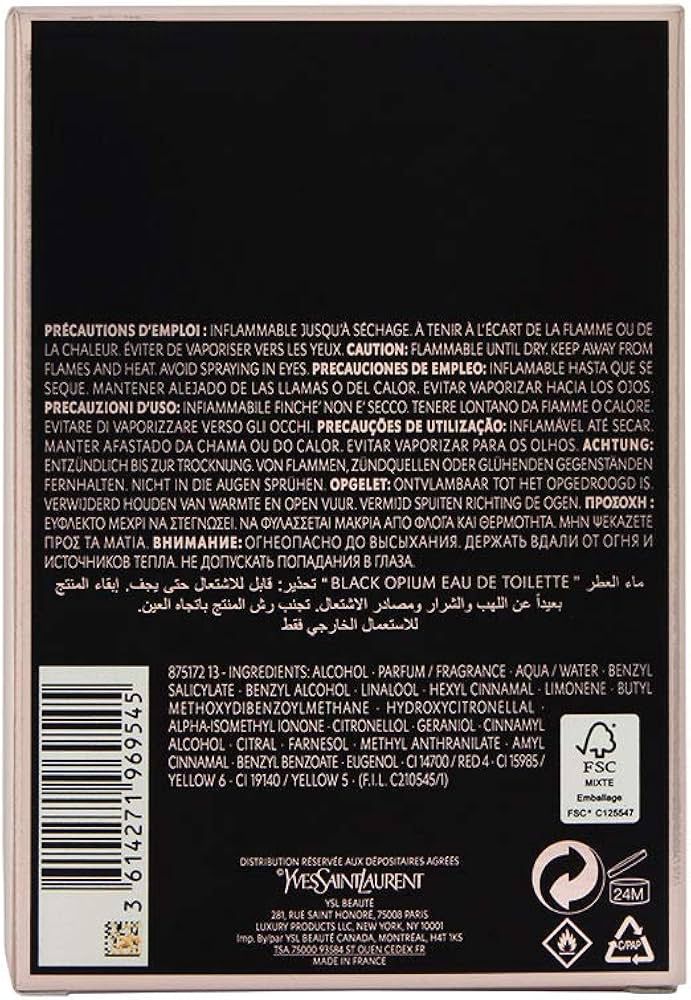 PRÉCAUTIONS D'EMPLOI : INFLAMMABLE JUSQU'À SÉCHAGE. À TENIR À L'ÉCART DE LA FLAMME OU DE
LA CHALEUR. ÉVITER DE VAPORISER VERS LES YEUX. CAUTION: FLAMMABLE UNTIL DRY. KEEP AWAY FROM
FLAMES AND HEAT. AVOID SPRAYING IN EYES. PRECAUCIONES DE EMPLEO: INFLAMABLE HASTA QUE SE
SEQUE. MANTENER ALEJADO DE LAS LLAMAS O DEL CALOR. EVITAR VAPORIZAR HACIA LOS OJOS.
PRECAUZIONI D'USO: INFIAMMABILE FINCHE' NON E' SECCO. TENERE LONTANO DA FIAMME O CALORE.
EVITARE DI VAPORIZZARE VERSO GLI OCCHI. PRECAUÇÕES DE UTILIZAÇÃO: INFLAMÁVEL ATÉ SECAR.
MANTER AFASTADO DA CHAMA OU DO CALOR. EVITAR VAPORIZAR PARA OS OLHOS. ACHTUNG:
ENTZÜNDLICH BIS ZUR TROCKNUNG. VON FLAMMEN, ZÜNDQUELLEN ODER GLÜHENDEN GEGENSTÄNDEN
FERNHALTEN. NICHT IN DIE AUGEN SPRÜHEN. OPGELET: ONTVLAMBAAR TOT HET OPGEDROOGD IS.
VERWIJDERD HOUDEN VAN WARMTE EN OPEN VUUR. VERMIJD SPUITEN RICHTING DE OGEN. ΠΡΟΣΟΧΗ :
ΕΥΦΛΕΚΤΟ ΜΕΧΡΙ ΝΑ ΣΤΕΓΝΩΣΕΙ. ΝΑ ΦΥΛΑΣΣΕΤΑΙ ΜΑΚΡΙΑ ΑΠΟ ΦΛΟΓΑ ΚΑΙ ΘΕΡΜΟΤΗΤΑ. ΜΗΝ ΨΕΚΑΖΕΤΕ
ΠΡΟΣ ΤΑ ΜΑΤΙΑ. ВНИМАНИЕ: ОГНЕОПАСНО ДО ВЫСЫХАНИЯ. ДЕРЖАТЬ ВДАЛИ ОТ ОГНЯ И
ИСТОЧНИКОВ ТЕПЛА. НЕ ДОПУСКАТЬ ПОПАДАНИЯ В ГЛАЗА.
ماء العطر " BLACK OPIUM EAU DE TOILETTE" تحذير: قابل للاشتعال حتى يجف. إبقاء المنتج
بعيداً عن اللهب والشرار ومصادر الاشتعال. تجنب رش المنتج باتجاه العين.
للاستعمال الخارجي فقط
875172 13 - INGREDIENTS: ALCOHOL · PARFUM / FRAGRANCE · AQUA / WATER · BENZYL
SALICYLATE · BENZYL ALCOHOL · LINALOOL · HEXYL CINNAMAL · LIMONENE · BUTYL
METHOXYDIBENZOYLMETHANE · HYDROXYCITRONELLAL ·
ALPHA-ISOMETHYL IONONE · CITRONELLOL · GERANIOL · CINNAMYL
ALCOHOL · CITRAL · FARNESOL · METHYL ANTHRANILATE · AMYL
CINNAMAL · BENZYL BENZOATE · EUGENOL · CI 14700 / RED 4 · CI 15985 /
YELLOW 6 · CI 19140 / YELLOW 5 · (F.I.L. C210545/1)
3 614271 969545
FSC
MIXTE
Emballage
FSC® C125547
DISTRIBUTION RÉSERVÉE AUX DÉPOSITAIRES AGRÉÉS
©YVESSAINTLAURENT
YSL BEAUTÉ
281, RUE SAINT HONORÉ, 75008 PARIS
LUXURY PRODUCTS LLC, NEW YORK, NY 10001
Imp. By/par YSL BEAUTÉ CANADA, MONTREAL, H4T 1K5
TSA 75000 93584 ST OUEN CEDEX.FR
MADE IN FRANCE
24M
C/PAP